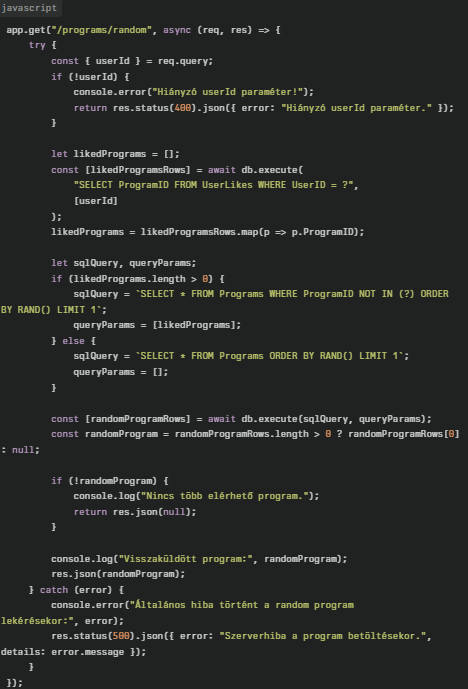 javascript
app.get("/programs/random", async (req, res) => {
    try {
        const { userId } = req.query;
        if (!userId) {
            console.error("Hiányzó userId paraméter!");
            return res.status(400).json({ error: "Hiányzó userId paraméter." });
        }

        let likedPrograms = [];
        const [likedProgramsRows] = await db.execute(
            "SELECT ProgramID FROM UserLikes WHERE UserID = ?",
            [userId]
        );
        likedPrograms = likedProgramsRows.map(p => p.ProgramID);

        let sqlQuery, queryParams;
        if (likedPrograms.length > 0) {
            sqlQuery = `SELECT * FROM Programs WHERE ProgramID NOT IN (?) ORDER
BY RAND() LIMIT 1`;
            queryParams = [likedPrograms];
        } else {
            sqlQuery = `SELECT * FROM Programs ORDER BY RAND() LIMIT 1`;
            queryParams = [];
        }

        const [randomProgramRows] = await db.execute(sqlQuery, queryParams);
        const randomProgram = randomProgramRows.length > 0 ? randomProgramRows[0]
: null;

        if (!randomProgram) {
            console.log("Nincs több elérhető program.");
            return res.json(null);
        }

        console.log("Visszaküldött program:", randomProgram);
        res.json(randomProgram);
    } catch (error) {
        console.error("Általános hiba történt a random program
lekérésekor:", error);
        res.status(500).json({ error: "Szerverhiba a program betöltésekor.",
details: error.message });
    }
});